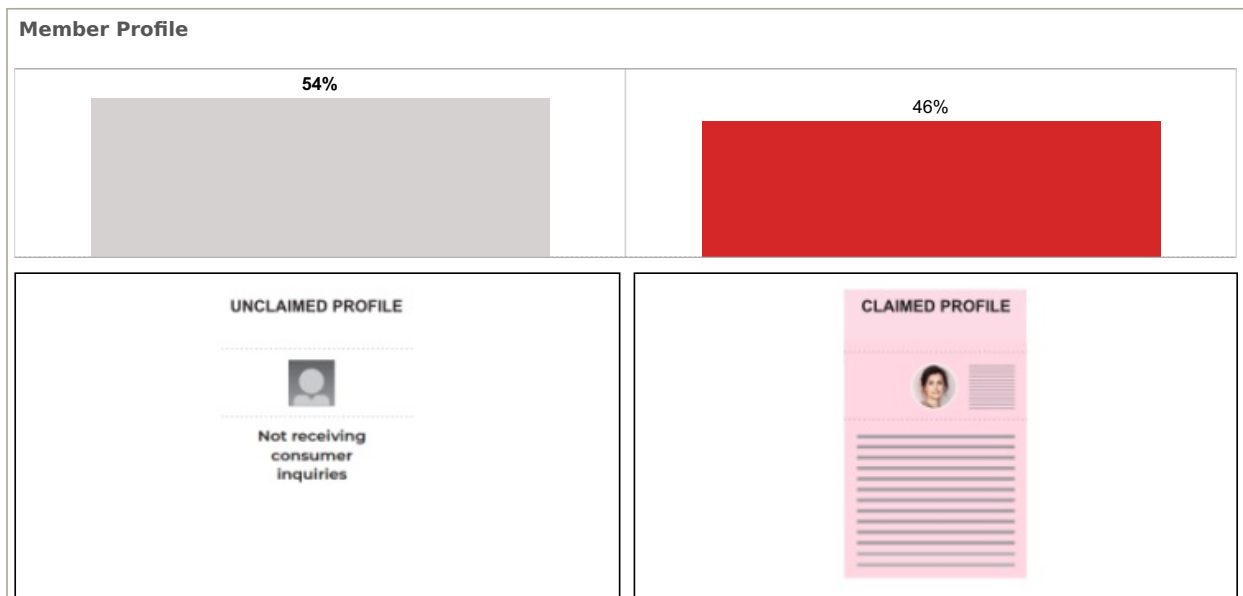 Member Profile
54%
46%
UNCLAIMED PROFILE
Not receiving
consumer
inquiries
CLAIMED PROFILE